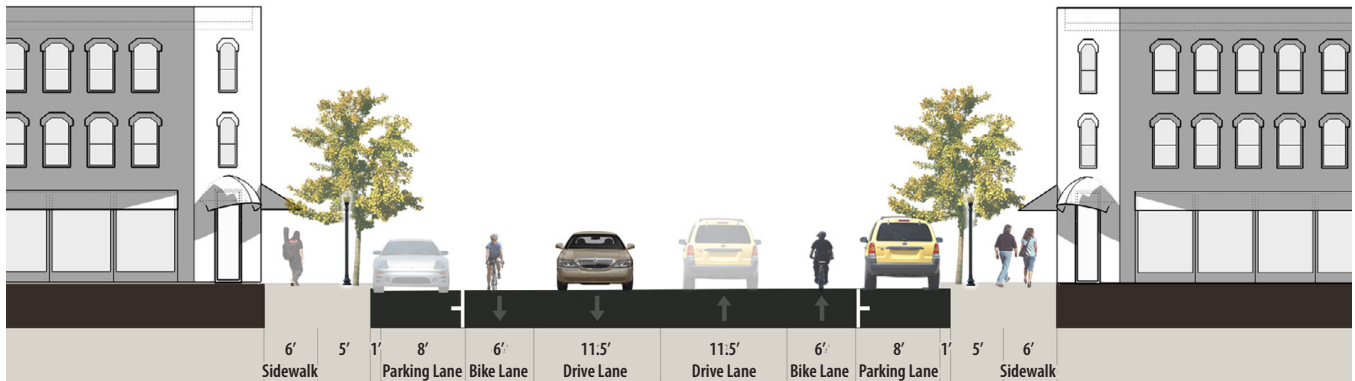 6' 5' 1' 8' 6' 11.5' 11.5' 6' 8' 1' 5' 6'
Sidewalk Parking Lane Bike Lane Drive Lane Drive Lane Bike Lane Parking Lane Sidewalk